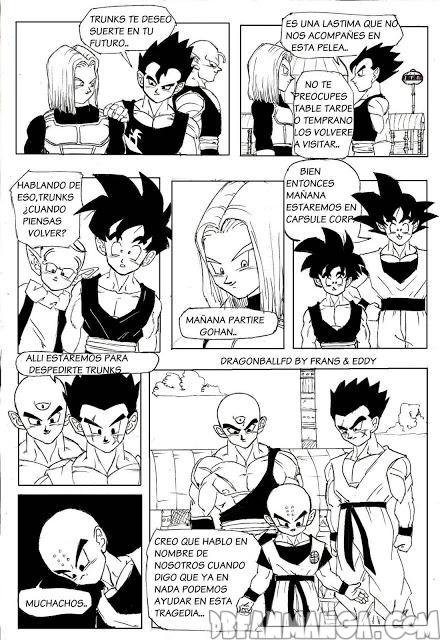 TRUNKS TE DESEO
SUERTE EN TU
FUTURO..
ES UNA LASTIMA QUE NO
NOS ACOMPAÑES EN
ESTA PELEA..
NO TE
PREOCUPES
TABLE TARDE
O TEMPRANO
LOS VOLVERE
A VISITAR..
HABLANDO DE
ESO,TRUNKS
¿CUANDO
PIENSAS
VOLVER?
MAÑANA PARTIRE
GOHAN..
BIEN
ENTONCES
MAÑANA
ESTAREMOS EN
CAPSULE CORP.
ALLI ESTAREMOS PARA
DESPEDIRTE TRUNKS
DRAGONBALLFD BY FRANS & EDDY
MUCHACHOS..
CREO QUE HABLO EN
NOMBRE DE
NOSOTROS CUANDO
DIGO QUE YA EN
NADA PODEMOS
AYUDAR EN ESTA
TRAGEDIA..
DBFANMANGA.COM